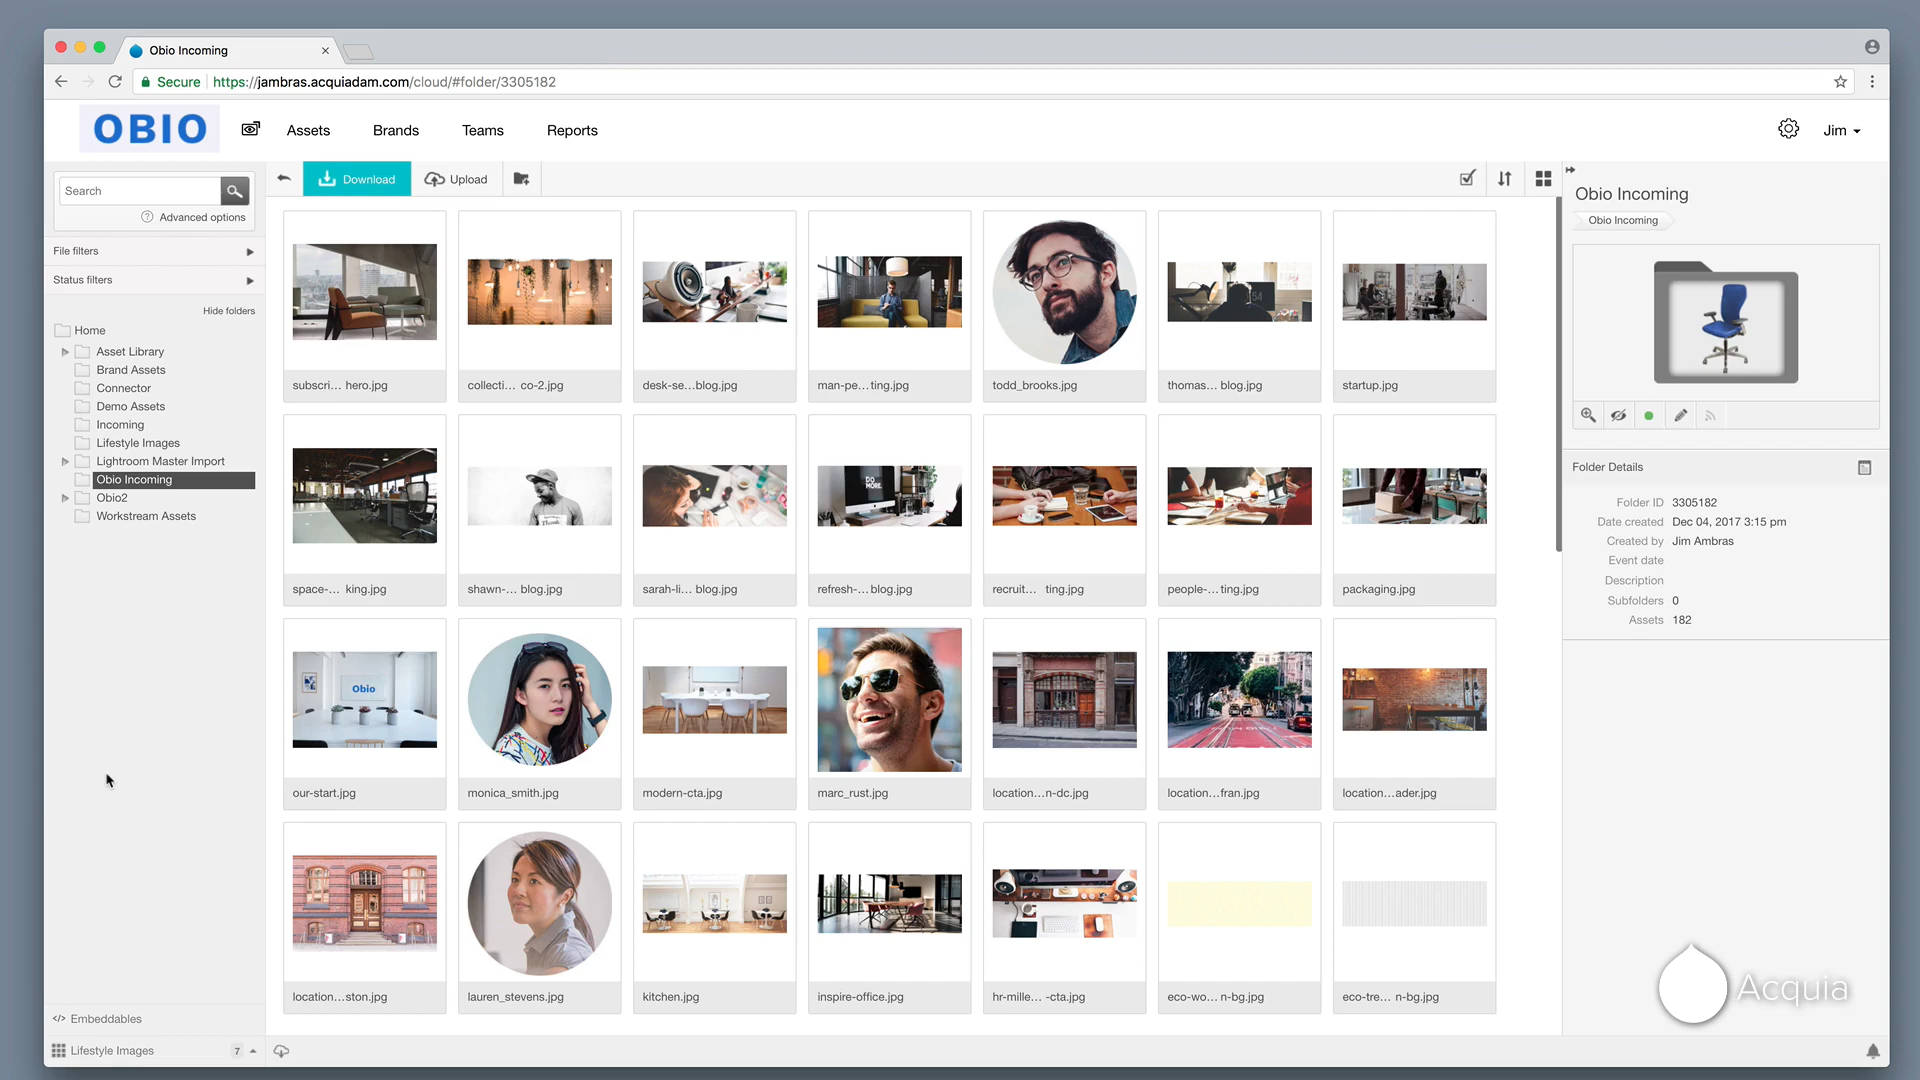 Obio Incoming
Secure https://jambras.acquiadam.com/cloud/#folder/3305182
OBIO Assets Brands Teams Reports Jim
Search
Advanced options
File filters
Status filters
Hide folders
Home
Asset Library
Brand Assets
Connector
Demo Assets
Incoming
Lifestyle Images
Lightroom Master Import
Obio Incoming
Obio2
Workstream Assets
</> Embeddables
Lifestyle Images 7
Download Upload
subscri... hero.jpg collecti... co-2.jpg desk-se...blog.jpg man-pe...ting.jpg todd_brooks.jpg thomas... blog.jpg startup.jpg
DO
MORE.
space-... king.jpg shawn-... blog.jpg sarah-li... blog.jpg refresh-...blog.jpg recruit... ting.jpg people-...ting.jpg packaging.jpg
Obio
our-start.jpg monica_smith.jpg modern-cta.jpg marc_rust.jpg location...n-dc.jpg location...fran.jpg location...ader.jpg
location...ston.jpg lauren_stevens.jpg kitchen.jpg inspire-office.jpg hr-mille... -cta.jpg eco-wo... n-bg.jpg eco-tre... n-bg.jpg
Obio Incoming
Obio Incoming
Folder Details
Folder ID 3305182
Date created Dec 04, 2017 3:15 pm
Created by Jim Ambras
Event date
Description
Subfolders 0
Assets 182
Acquia